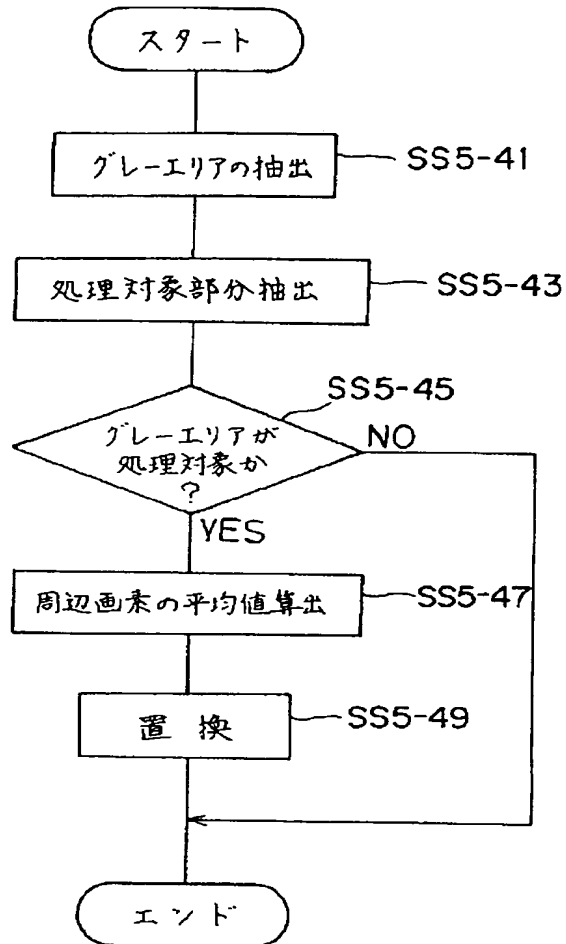 スタート
グレーエリアの抽出
SS5-41
処理対象部分抽出
SS5-43
SS5-45
グレーエリアが
処理対象か
?
NO
YES
周辺画素の平均値算出
SS5-47
置換
SS5-49
エンド